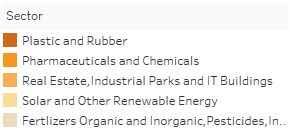 Sector
Plastic and Rubber
Pharmaceuticals and Chemicals
Real Estate,Industrial Parks and IT Buildings
Solar and Other Renewable Energy
Fertlizers Organic and Inorganic,Pesticides,In..